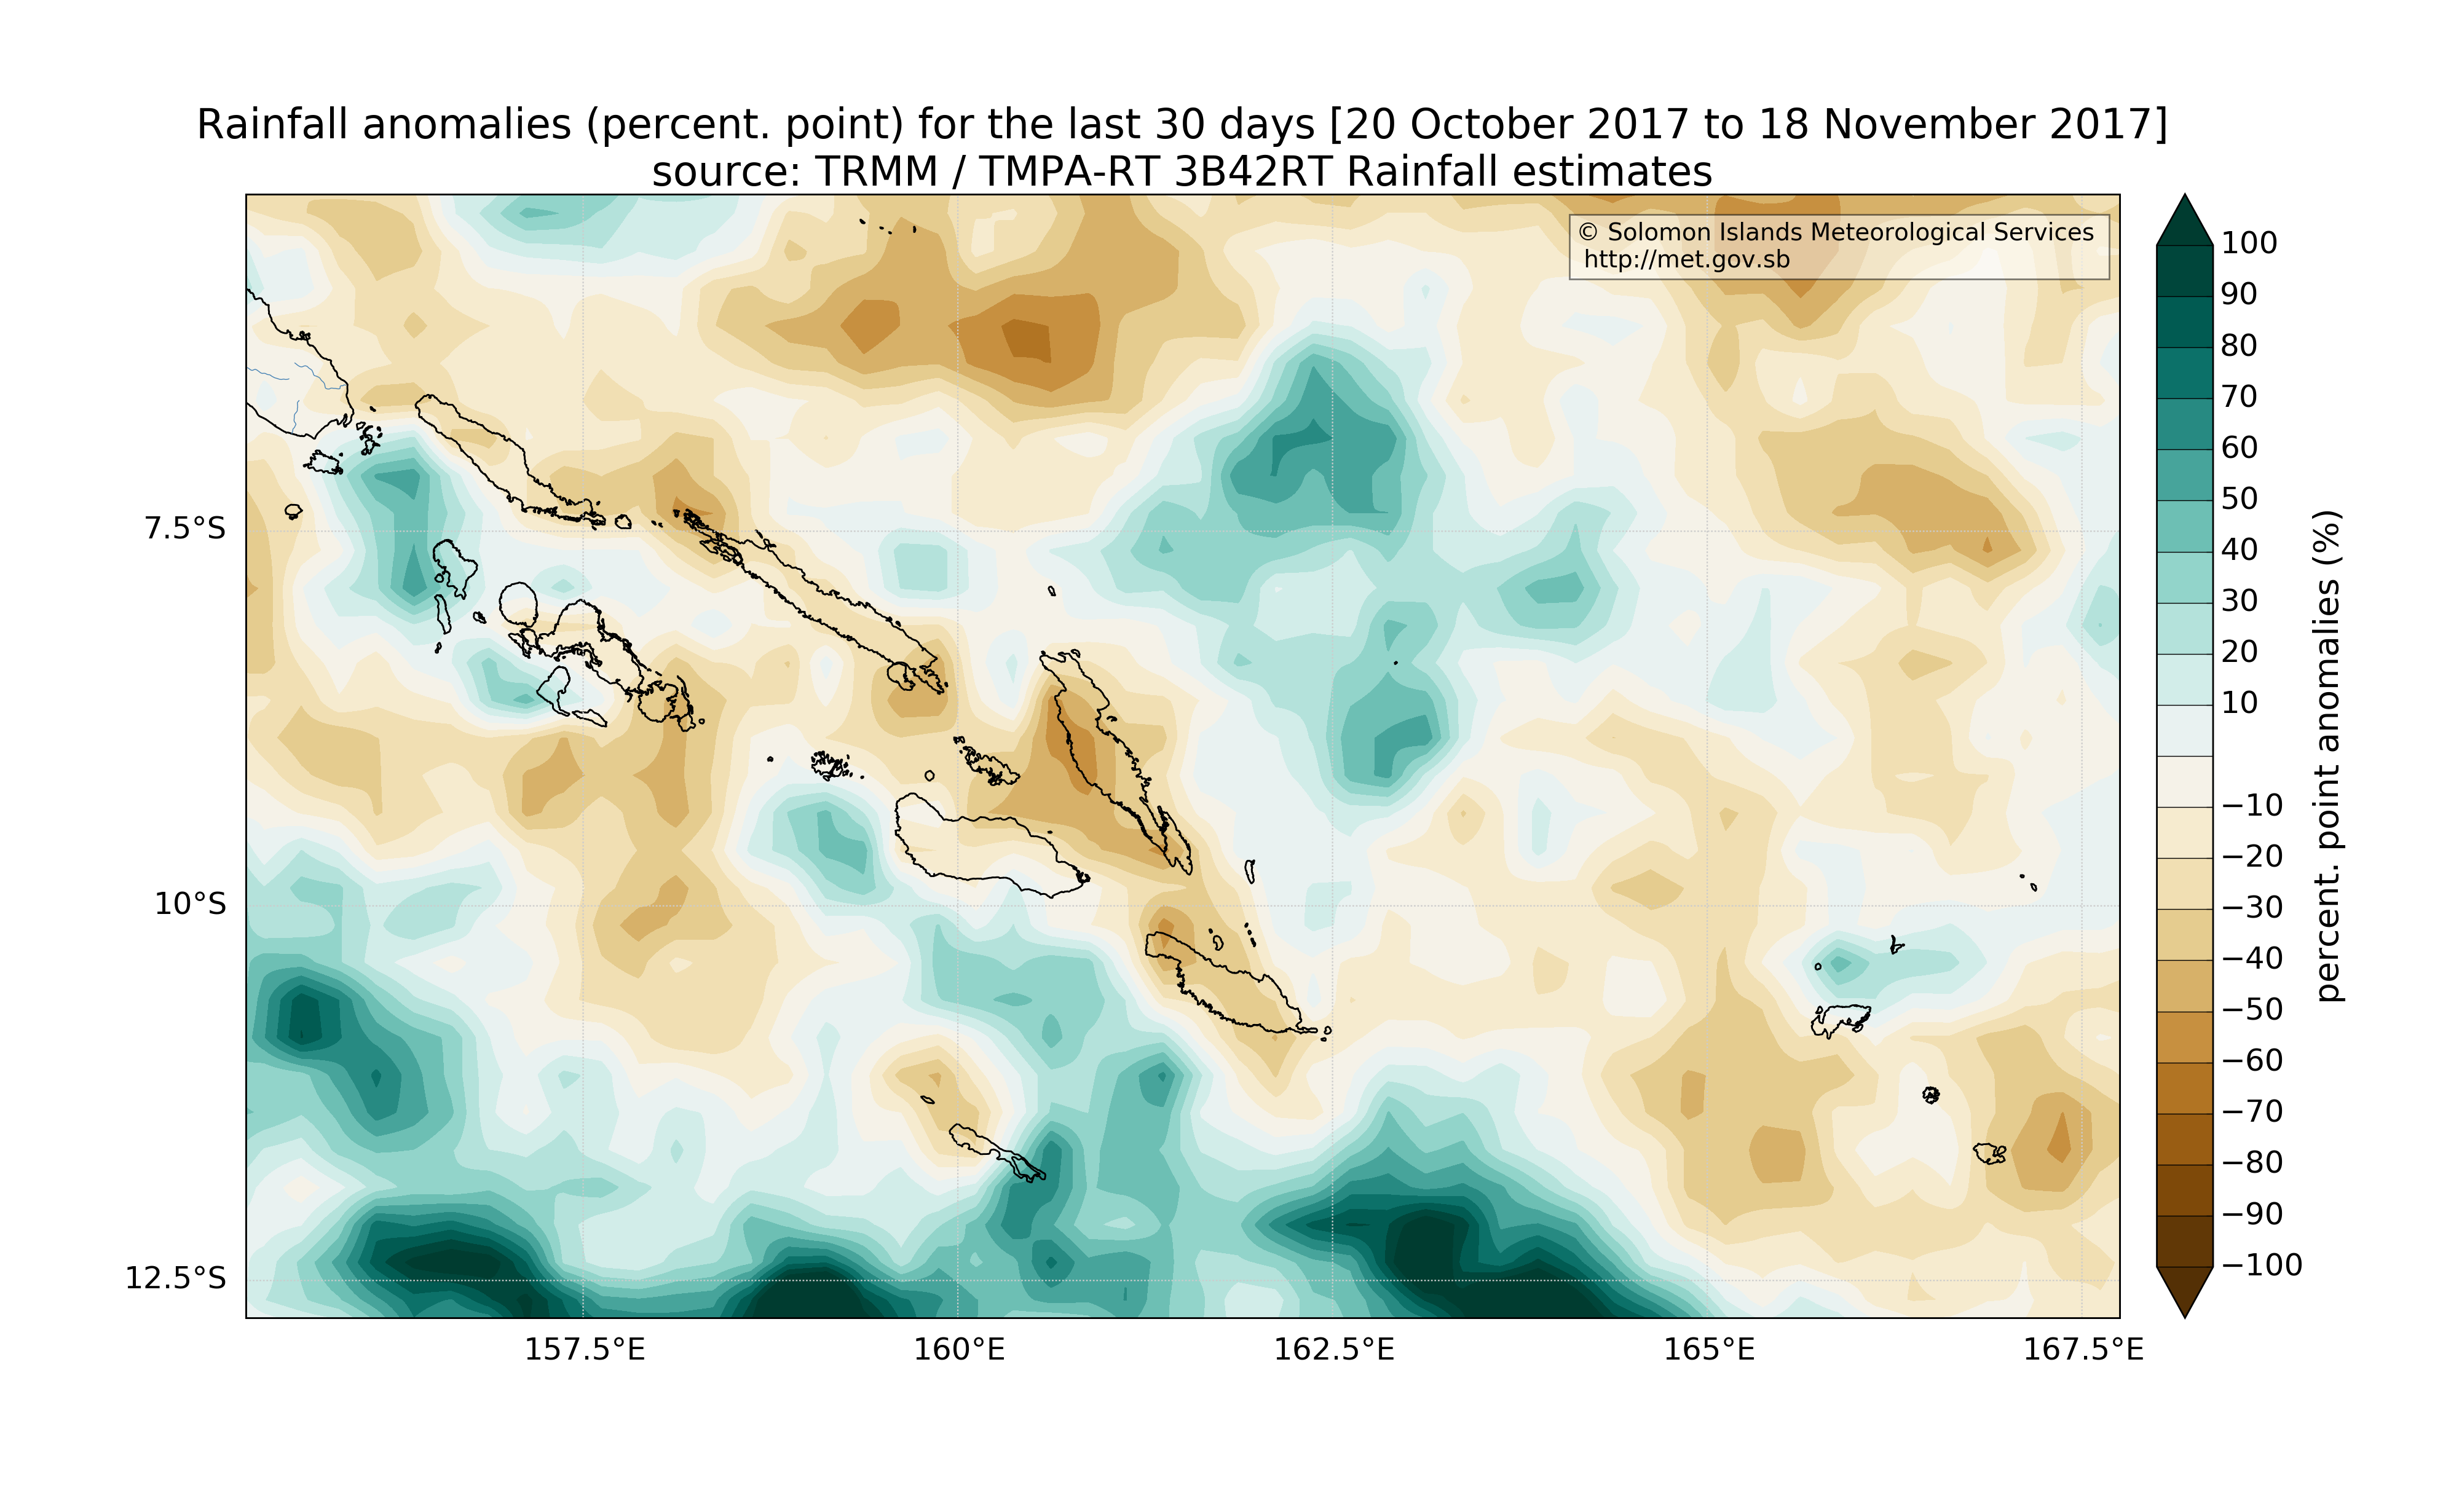 Rainfall anomalies (percent. point) for the last 30 days [20 October 2017 to 18 November 2017]
source: TRMM / TMPA-RT 3B42RT Rainfall estimates
© Solomon Islands Meteorological Services
http://met.gov.sb
7.5°S
10°S
12.5°S
157.5°E
160°E
162.5°E
165°E
167.5°E
100
90
80
70
60
50
40
30
20
10
−10
−20
−30
−40
−50
−60
−70
−80
−90
−100
percent. point anomalies (%)